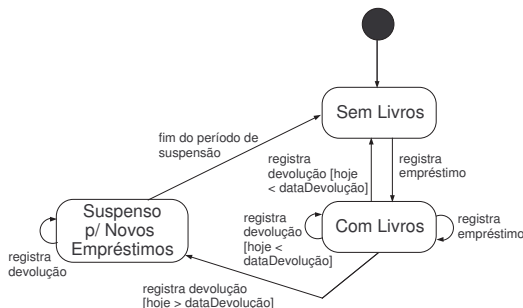 Sem Livros
fim do período de
suspensão
registra
devolução [hoje
< dataDevolução]
registra
empréstimo
Suspenso
p/ Novos
Empréstimos
registra
devolução
[hoje <
dataDevolução]
Com Livros
registra
empréstimo
registra
devolução
registra devolução
[hoje > dataDevolução]